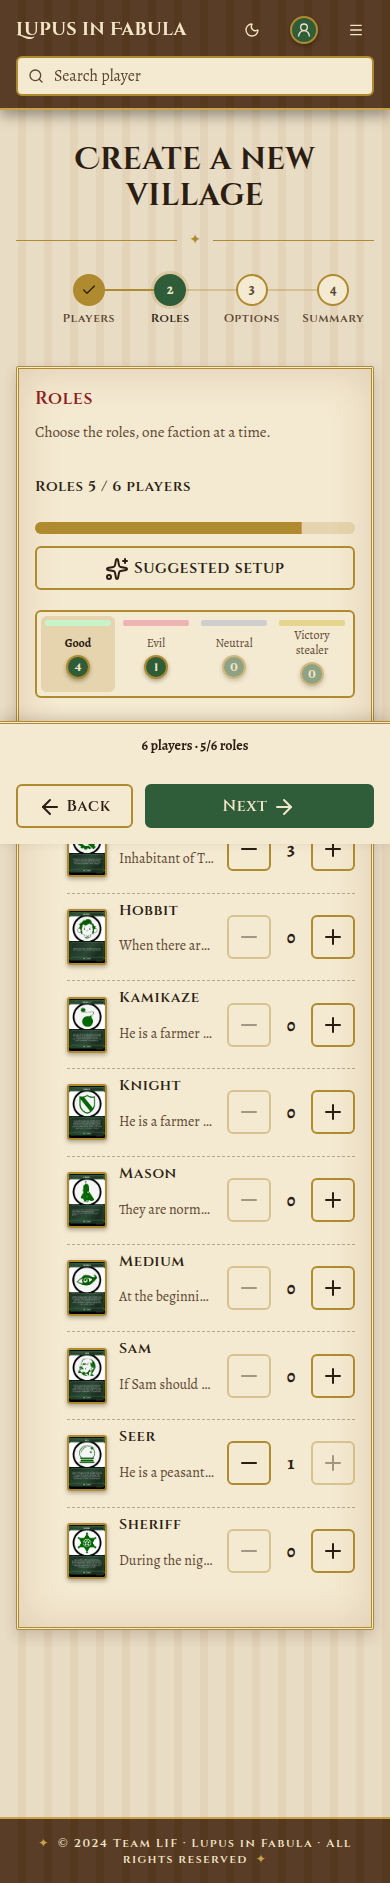 Lupus in Fabula
Search player
Create a new
village
Players
2
Roles
3
Options
4
Summary
Roles
Choose the roles, one faction at a time.
Roles 5 / 6 players
Suggested setup
Good
4
Evil
1
Neutral
0
Victory
stealer
0
6 players · 5/6 roles
Back
Next
Inhabitant of T...
3
Hobbit
When there ar...
0
Kamikaze
He is a farmer ...
0
Knight
He is a farmer ...
0
Mason
They are norm...
0
Medium
At the beginni...
0
Sam
If Sam should ...
0
Seer
He is a peasant...
1
Sheriff
During the nig...
0
© 2024 Team LIF · Lupus in Fabula · All
rights reserved